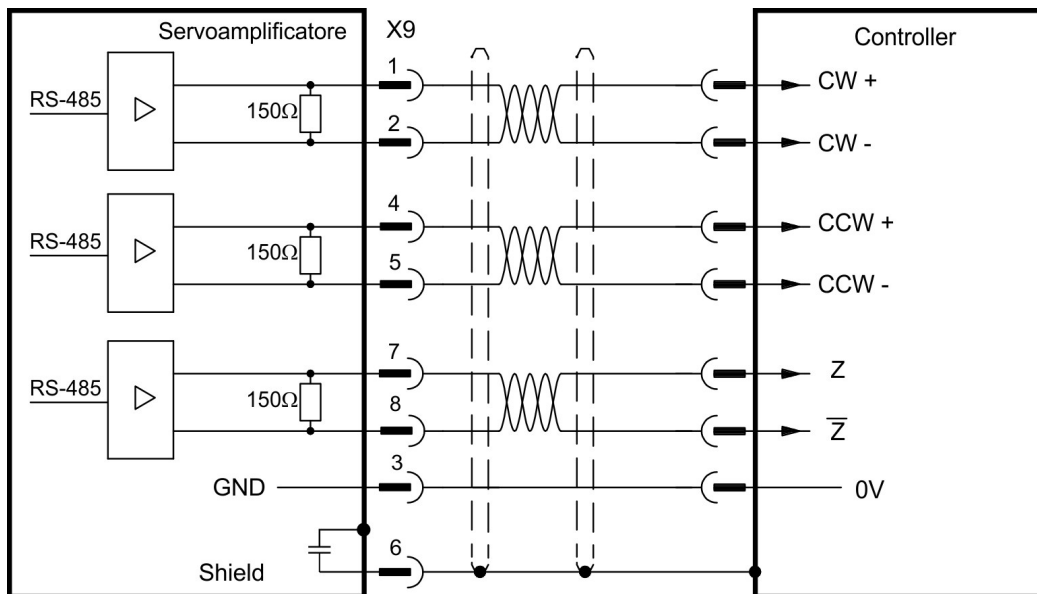 Servoamplificatore X9 Controller
1 CW +
RS-485 150Ω
2 CW -
4 CCW +
RS-485 150Ω
5 CCW -
7 Z
RS-485 150Ω
8 Z̅
GND 3 0V
6
Shield